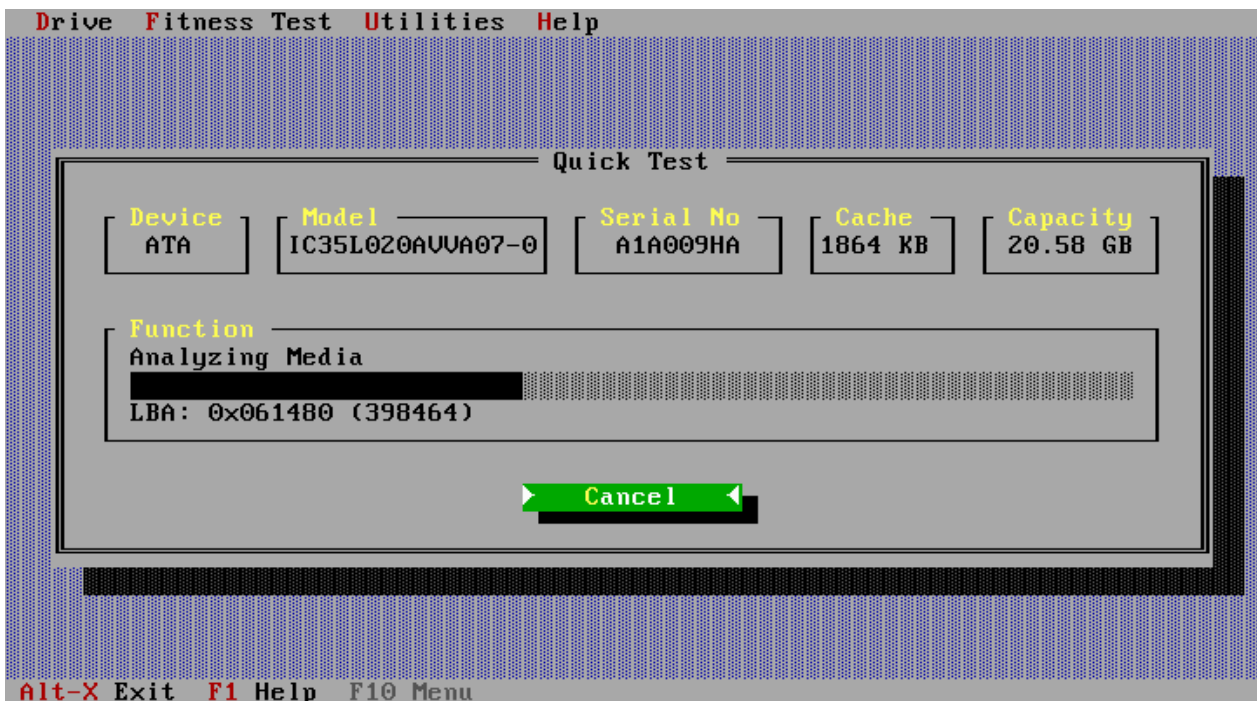 Drive Fitness Test Utilities Help
Quick Test
Device Model Serial No Cache Capacity
ATA IC35L020AVVA07-0 A1A009HA 1864 KB 20.58 GB
Function
Analyzing Media
LBA: 0x061480 (398464)
Cancel
Alt-X Exit F1 Help F10 Menu